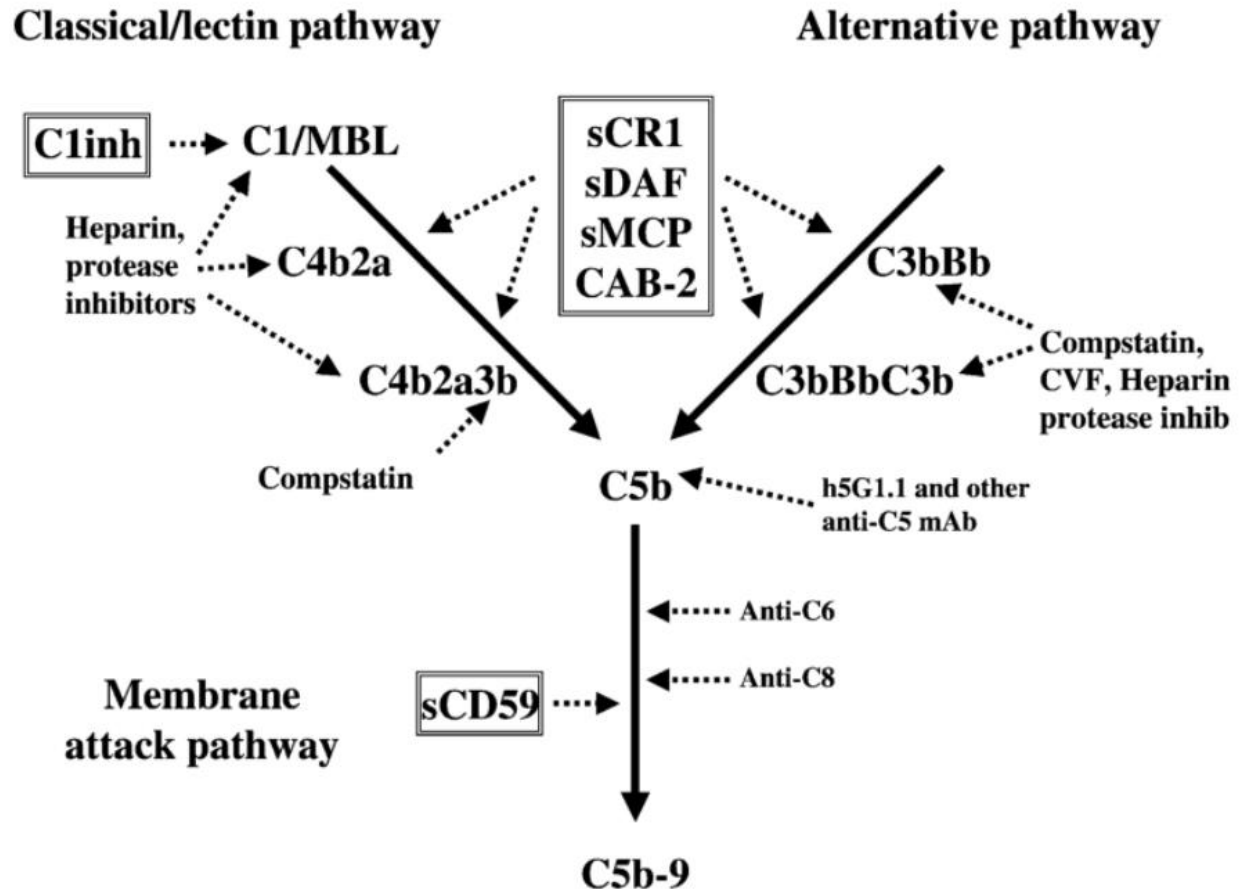 Classical/lectin pathway
Alternative pathway
C1inh
C1/MBL
sCR1
sDAF
sMCP
CAB-2
Heparin,
protease
inhibitors
C4b2a
C3bBb
C4b2a3b
C3bBbC3b
Compstatin,
CVF, Heparin
protease inhib
Compstatin
C5b
h5G1.1 and other
anti-C5 mAb
Anti-C6
Anti-C8
sCD59
Membrane
attack pathway
C5b-9